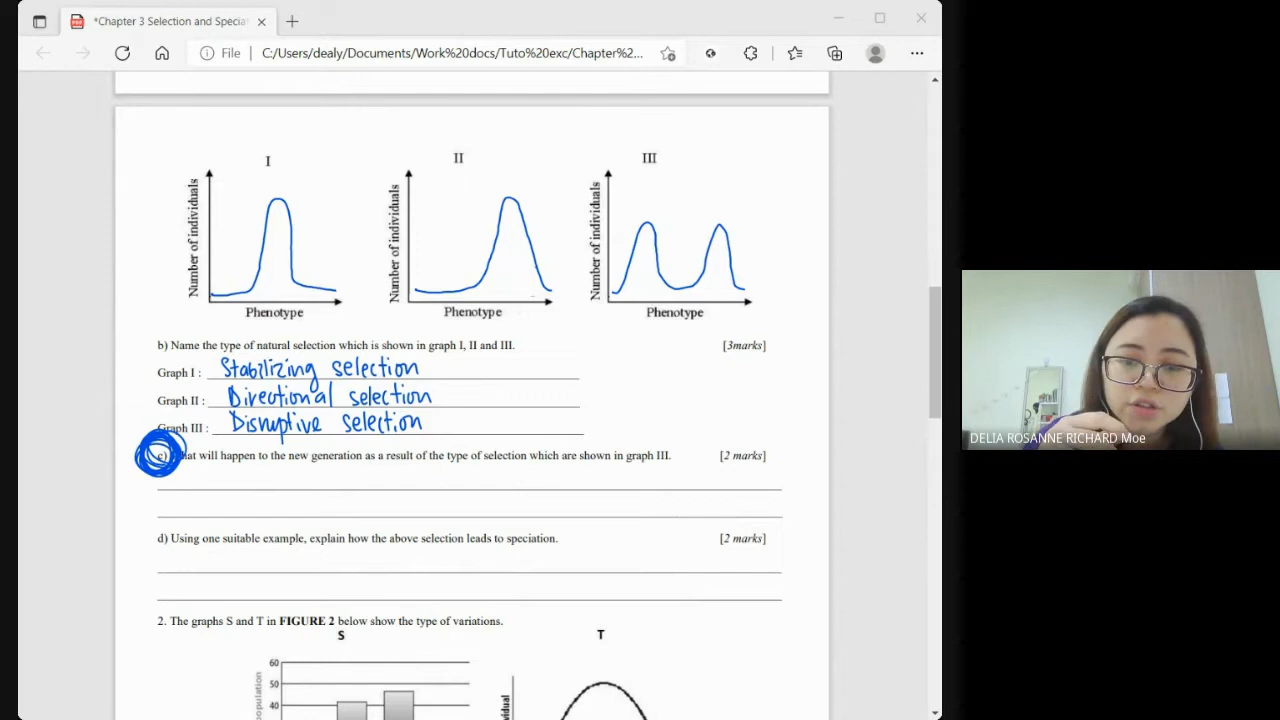 *Chapter 3 Selection and Specia
File
C:/Users/dealy/Documents/Work%20docs/Tuto%20exc/Chapter%2...
I
II
III
Number of individuals
Number of individuals
Number of individuals
Phenotype
Phenotype
Phenotype
b) Name the type of natural selection which is shown in graph I, II and III. [3marks]
Graph I : Stabilizing selection
Graph II : Directional selection
Graph III : Disruptive selection
c) What will happen to the new generation as a result of the type of selection which are shown in graph III. [2 marks]
d) Using one suitable example, explain how the above selection leads to speciation. [2 marks]
2. The graphs S and T in FIGURE 2 below show the type of variations.
S
T
60
50
40
population
DELIA ROSANNE RICHARD Moe